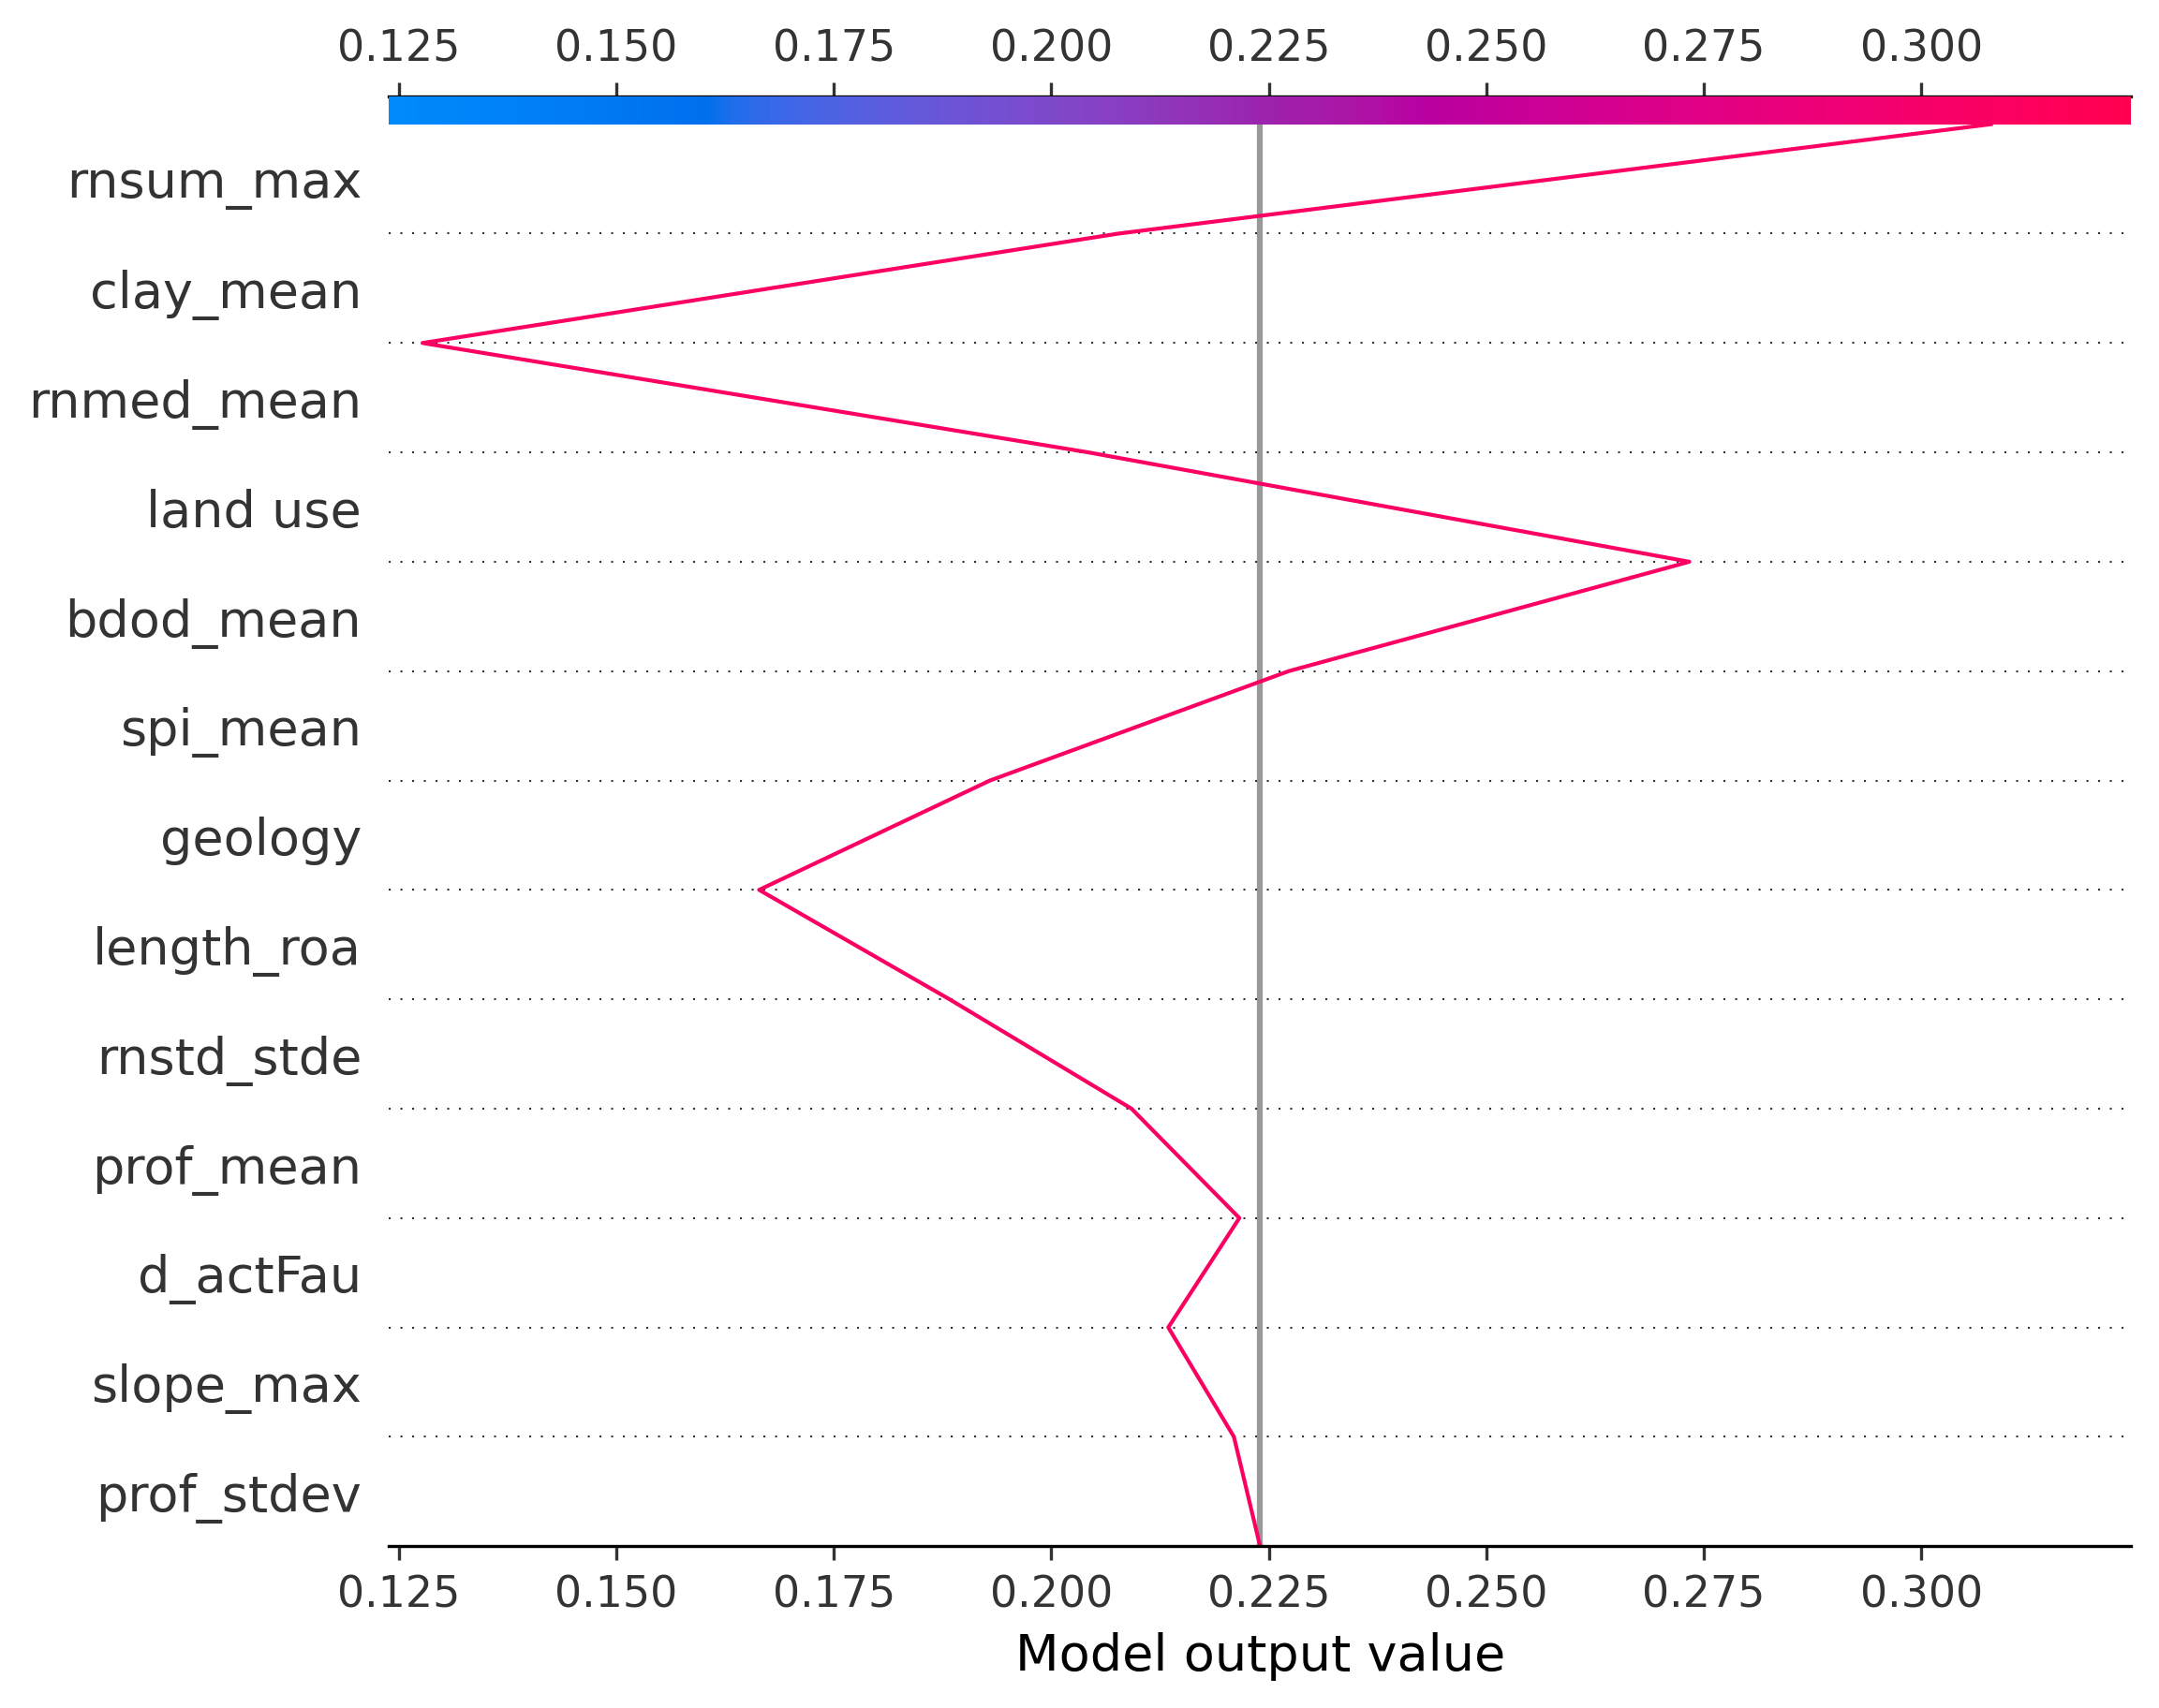 0.125 0.150 0.175 0.200 0.225 0.250 0.275 0.300
rnsum_max
clay_mean
rnmed_mean
land use
bdod_mean
spi_mean
geology
length_roa
rnstd_stde
prof_mean
d_actFau
slope_max
prof_stdev
0.125 0.150 0.175 0.200 0.225 0.250 0.275 0.300
Model output value